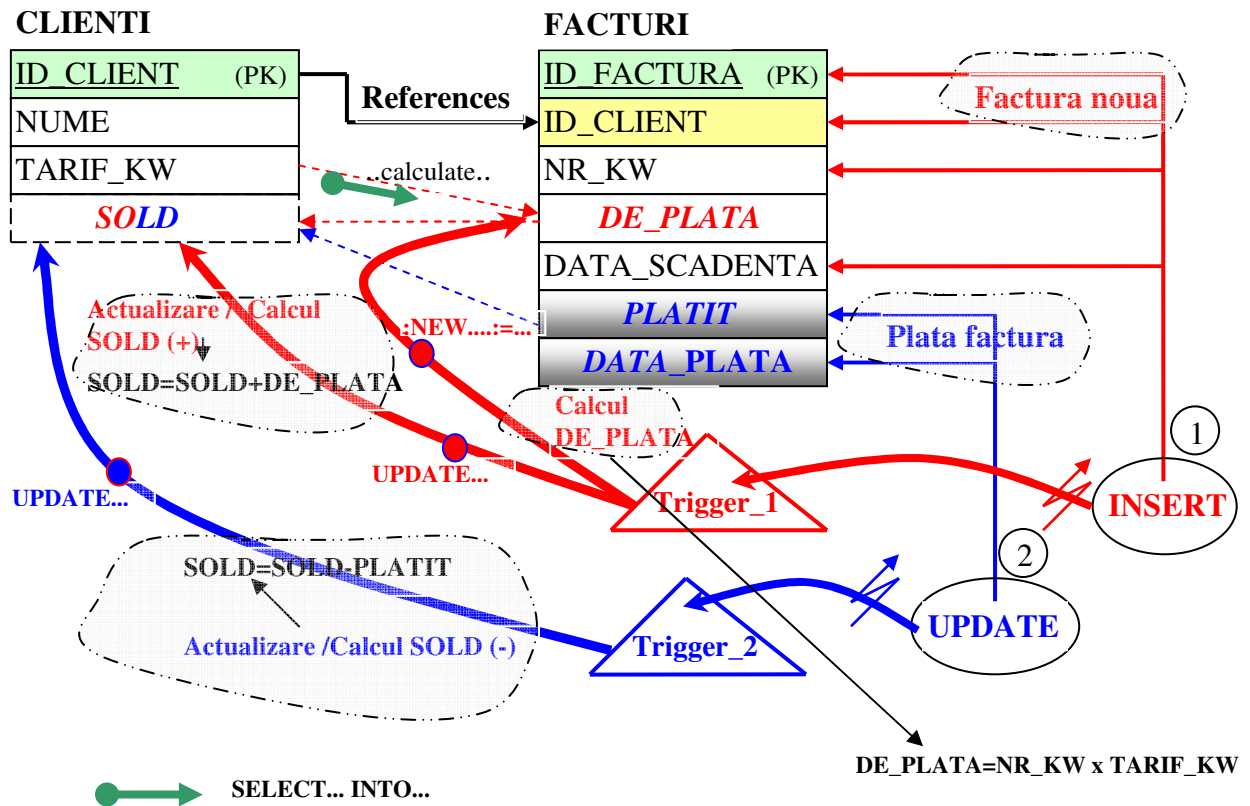 CLIENTI
ID_CLIENT (PK)
NUME
TARIF_KW
SOLD
References
..calculate..
FACTURI
ID_FACTURA (PK)
ID_CLIENT
NR_KW
DE_PLATA
DATA_SCADENTA
PLATIT
DATA_PLATA
Factura noua
Plata factura
Actualizare / Calcul
SOLD (+)
SOLD=SOLD+DE_PLATA
:NEW....:=...
Calcul
DE_PLATA
UPDATE...
UPDATE...
Trigger_1
1
INSERT
2
UPDATE
Trigger_2
SOLD=SOLD-PLATIT
Actualizare /Calcul SOLD (-)
DE_PLATA=NR_KW x TARIF_KW
SELECT... INTO...